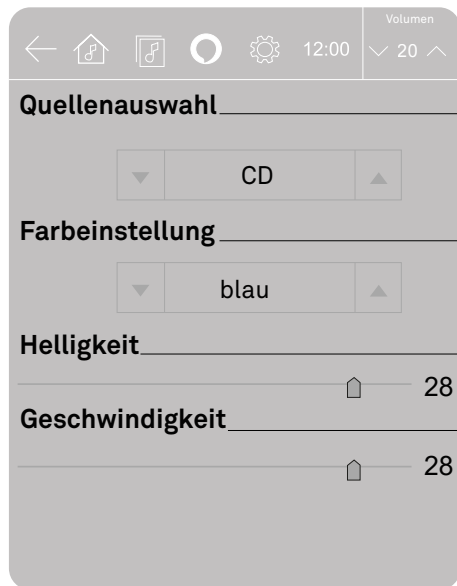 Volumen
12:00
20
Quellenauswahl
CD
Farbeinstellung
blau
Helligkeit
28
Geschwindigkeit
28